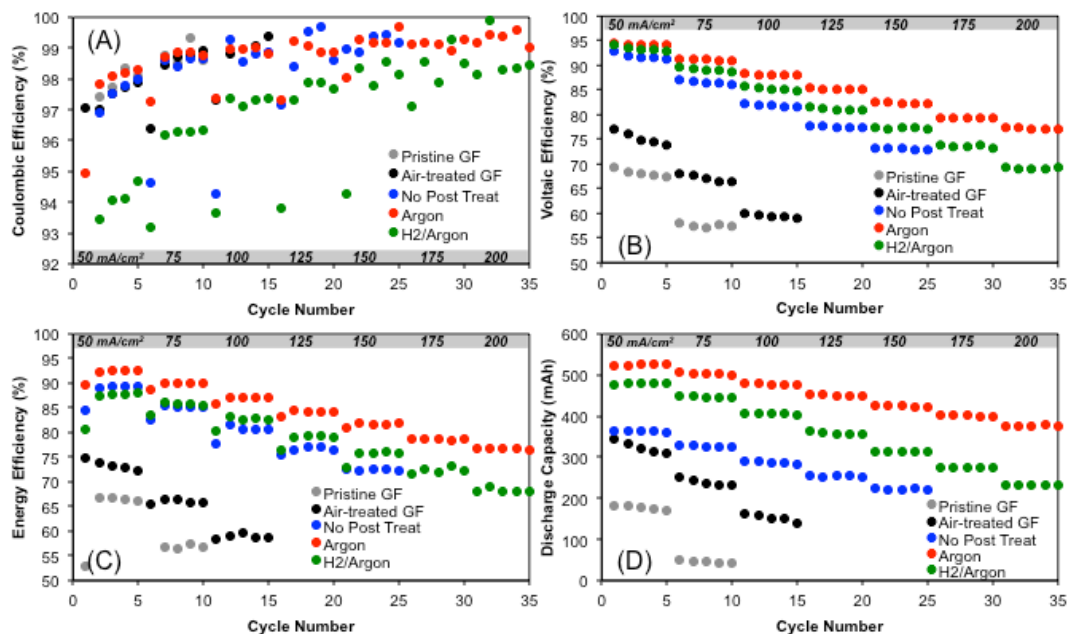 (A)
Coulombic Efficiency (%)
100
99
98
97
96
95
94
93
92
Pristine GF
Air-treated GF
No Post Treat
Argon
H2/Argon
50 mA/cm² 75 100 125 150 175 200
0 5 10 15 20 25 30 35
Cycle Number
50 mA/cm² 75 100 125 150 175 200
Voltaic Efficiency (%)
100
95
90
85
80
75
70
65
60
55
50
Pristine GF
Air-treated GF
No Post Treat
Argon
H2/Argon
(B)
0 5 10 15 20 25 30 35
Cycle Number
50 mA/cm² 75 100 125 150 175 200
Energy Efficiency (%)
100
95
90
85
80
75
70
65
60
55
50
Pristine GF
Air-treated GF
No Post Treat
Argon
H2/Argon
(C)
0 5 10 15 20 25 30 35
Cycle Number
50 mA/cm² 75 100 125 150 175 200
Discharge Capacity (mAh)
600
500
400
300
200
100
0
Pristine GF
Air-treated GF
No Post Treat
Argon
H2/Argon
(D)
0 5 10 15 20 25 30 35
Cycle Number